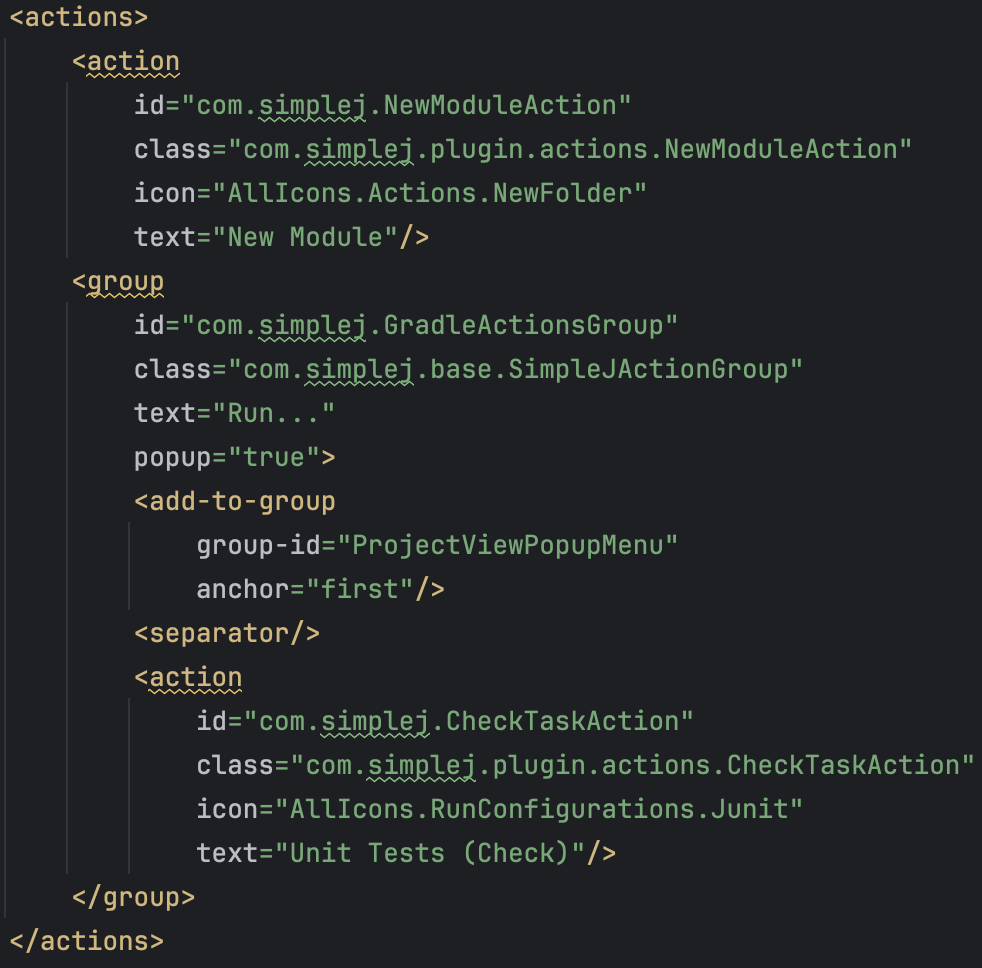 <actions>
    <action
        id="com.simplej.NewModuleAction"
        class="com.simplej.plugin.actions.NewModuleAction"
        icon="AllIcons.Actions.NewFolder"
        text="New Module"/>
    <group
        id="com.simplej.GradleActionsGroup"
        class="com.simplej.base.SimpleJActionGroup"
        text="Run..."
        popup="true">
        <add-to-group
            group-id="ProjectViewPopupMenu"
            anchor="first"/>
        <separator/>
        <action
            id="com.simplej.CheckTaskAction"
            class="com.simplej.plugin.actions.CheckTaskAction"
            icon="AllIcons.RunConfigurations.Junit"
            text="Unit Tests (Check)"/>
    </group>
</actions>